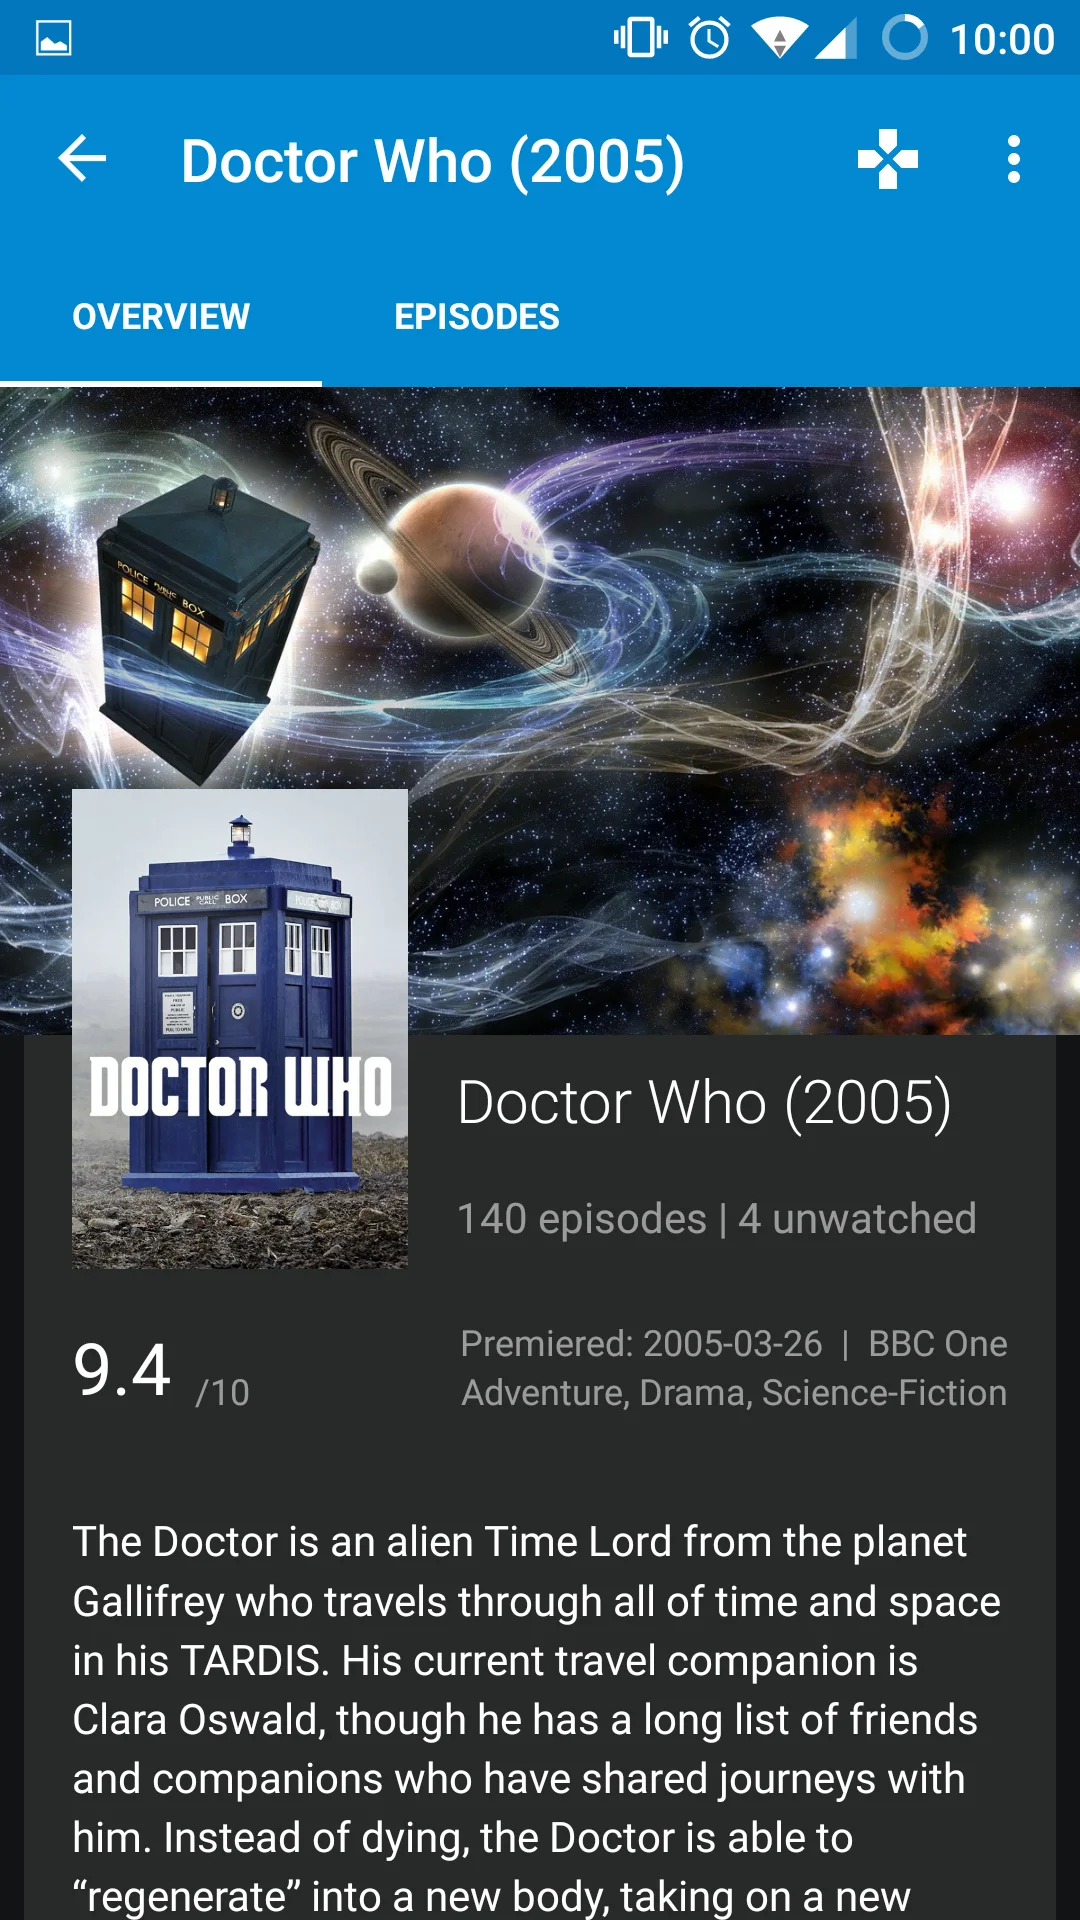 10:00
Doctor Who (2005)
OVERVIEW
EPISODES
POLICE PUBLIC CALL BOX
POLICE PUBLIC CALL BOX
DOCTOR WHO
Doctor Who (2005)
140 episodes | 4 unwatched
9.4 /10
Premiered: 2005-03-26 | BBC One
Adventure, Drama, Science-Fiction
The Doctor is an alien Time Lord from the planet
Gallifrey who travels through all of time and space
in his TARDIS. His current travel companion is
Clara Oswald, though he has a long list of friends
and companions who have shared journeys with
him. Instead of dying, the Doctor is able to
“regenerate” into a new body, taking on a new